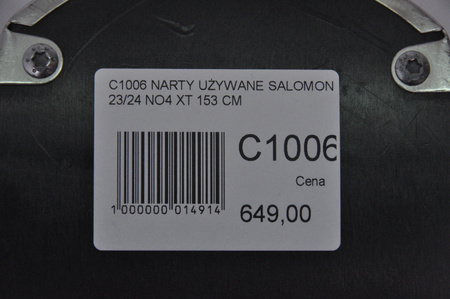 C1006 NARTY UŻYWANE SALOMON
23/24 NO4 XT 153 CM
C1006
Cena
1 000000 014914
649,00